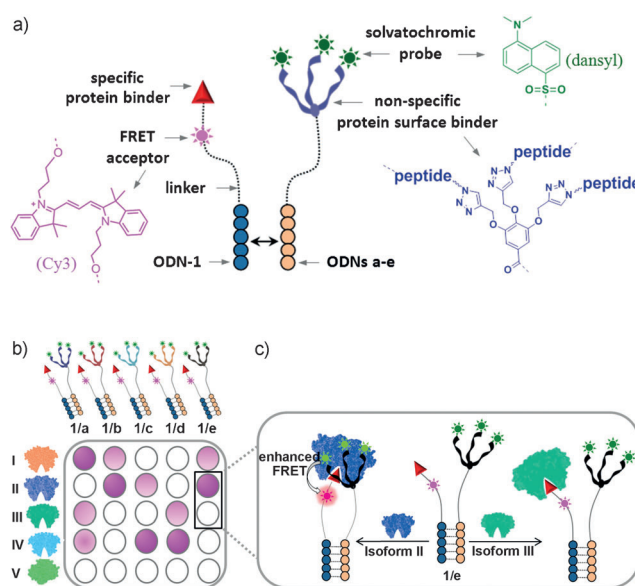 a)
solvatochromic
probe
(dansyl)
N
O=S=O
specific
protein binder
non-specific
protein surface binder
FRET
acceptor
linker
O
N
+
N
O
(Cy3)
ODN-1
ODNs a-e
peptide
peptide
peptide
N
N=N
N
N=N
N
N=N
O
O
O
O
b)
1/a 1/b 1/c 1/d 1/e
I
II
III
IV
V
c)
enhanced
FRET
Isoform II
1/e
Isoform III